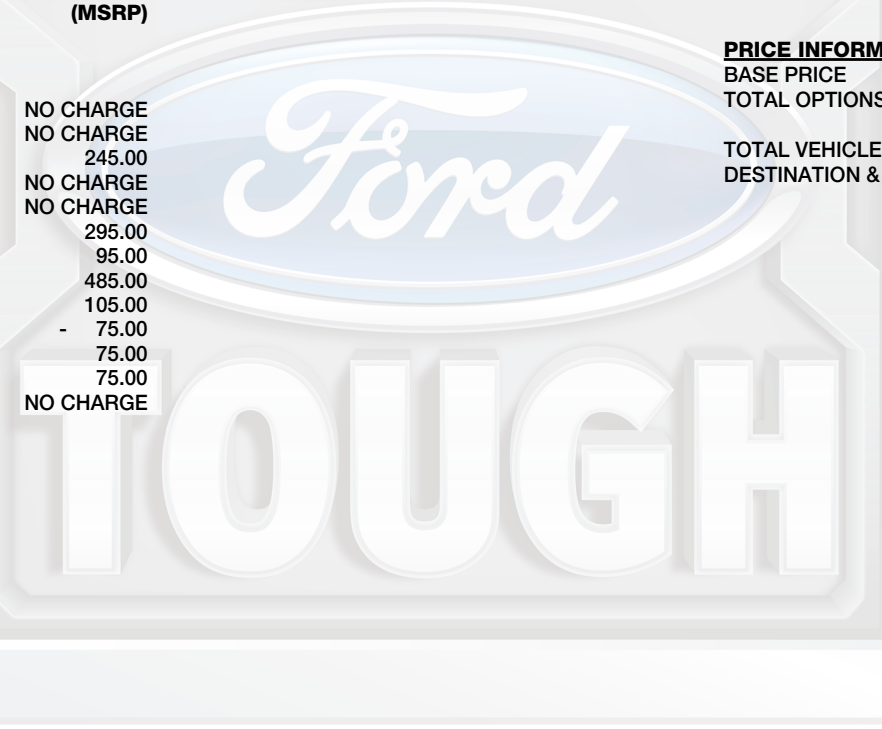 (MSRP)
NO CHARGE
NO CHARGE
245.00
NO CHARGE
NO CHARGE
295.00
95.00
485.00
105.00
- 75.00
75.00
75.00
NO CHARGE
PRICE INFORM
BASE PRICE
TOTAL OPTIONS
TOTAL VEHICLE
DESTINATION &
Ford
TOUGH